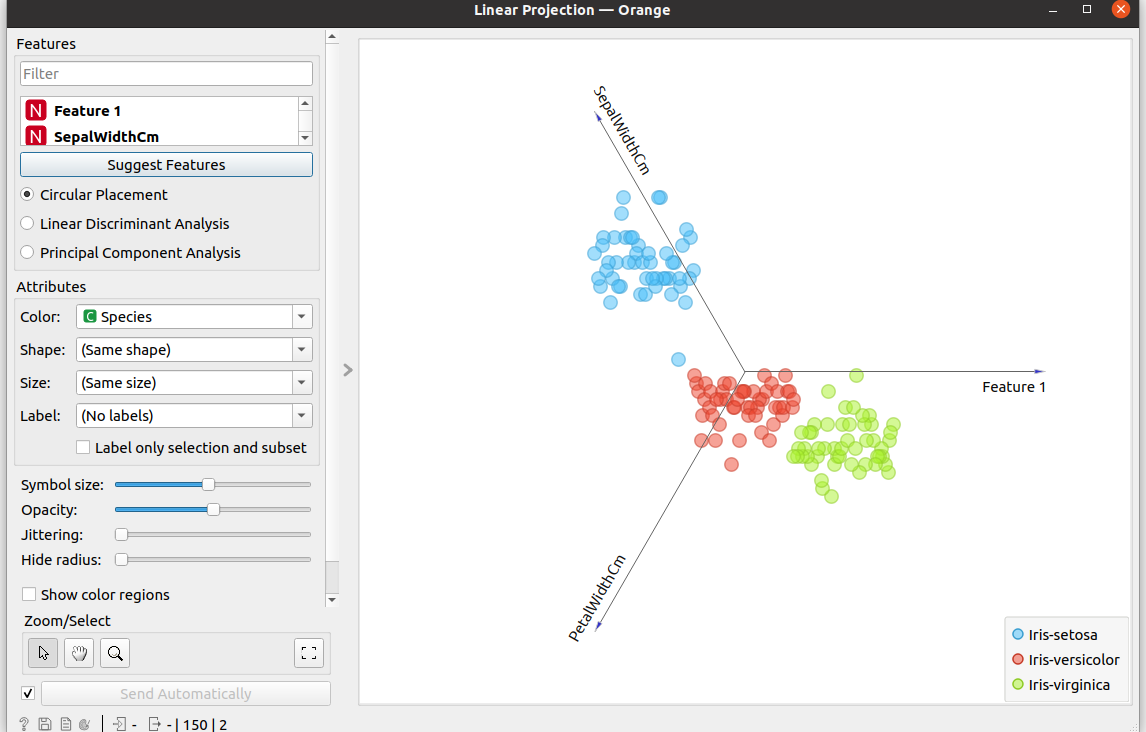 Linear Projection — Orange
Features
Filter
N Feature 1
N SepalWidthCm
Suggest Features
Circular Placement
Linear Discriminant Analysis
Principal Component Analysis
Attributes
Color: C Species
Shape: (Same shape)
Size: (Same size)
Label: (No labels)
Label only selection and subset
Symbol size:
Opacity:
Jittering:
Hide radius:
Show color regions
Zoom/Select
Send Automatically
? - | - | 150 | 2
SepalWidthCm
Feature 1
PetalWidthCm
Iris-setosa
Iris-versicolor
Iris-virginica